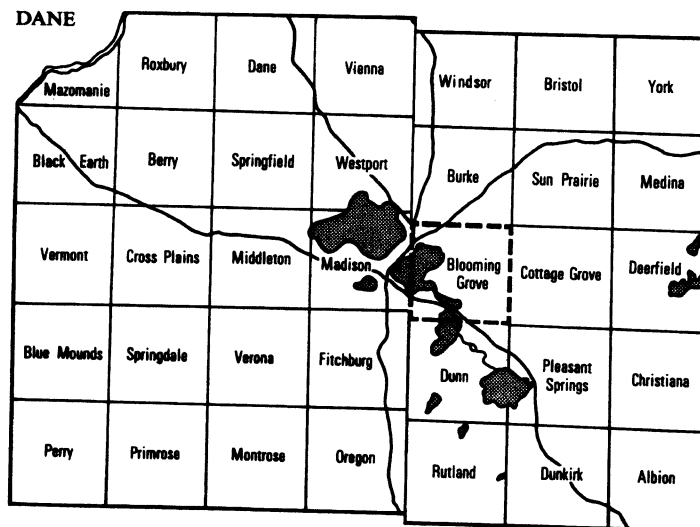 DANE
Mazomanie
Roxbury
Dane
Vienna
Windsor
Bristol
York
Black Earth
Berry
Springfield
Westport
Burke
Sun Prairie
Medina
Vermont
Cross Plains
Middleton
Madison
Blooming
Grove
Cottage Grove
Deerfield
Blue Mounds
Springdale
Verona
Fitchburg
Dunn
Pleasant
Springs
Christiana
Perry
Primrose
Montrose
Oregon
Rutland
Dunkirk
Albion